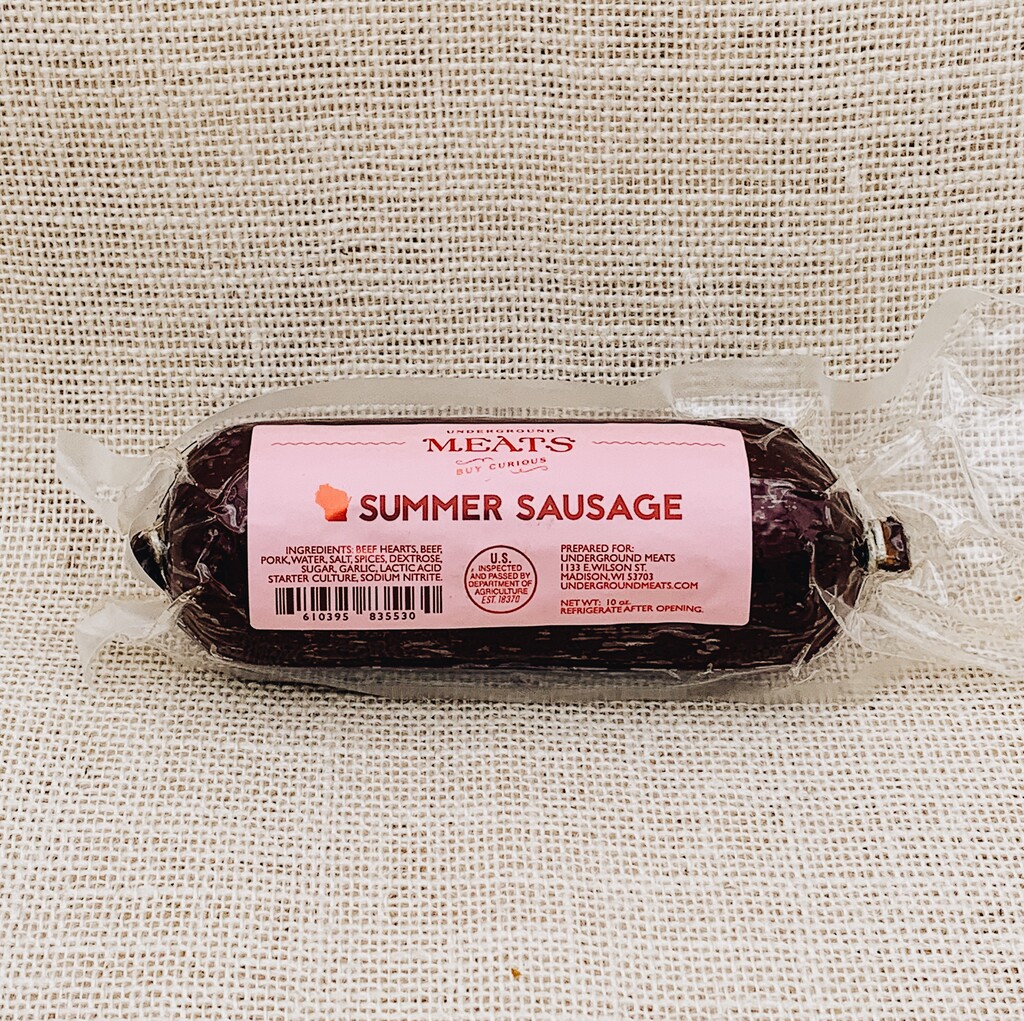 UNDERGROUND
MEATS
BUY CURIOUS
SUMMER SAUSAGE
INGREDIENTS: BEEF HEARTS, BEEF,
PORK, WATER, SALT, SPICES, DEXTROSE,
SUGAR, GARLIC, LACTIC ACID
STARTER CULTURE, SODIUM NITRITE.
610395 835530
U.S.
INSPECTED
AND PASSED BY
DEPARTMENT OF
AGRICULTURE
EST. 18370
PREPARED FOR:
UNDERGROUND MEATS
1133 E. WILSON ST.
MADISON, WI 53703
UNDERGROUNDMEATS.COM
NET WT: 10 oz.
REFRIGERATE AFTER OPENING.